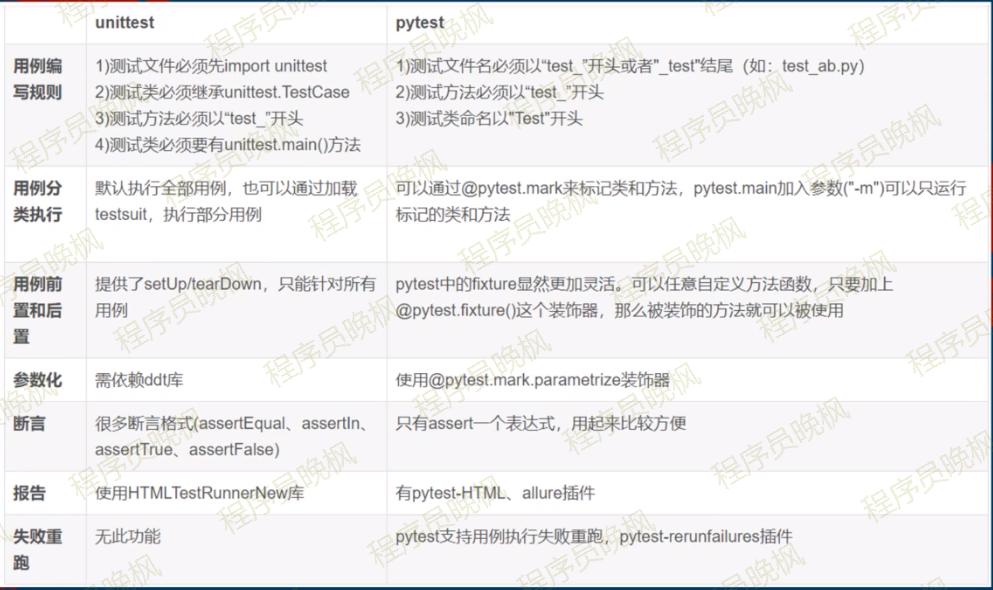 unittest
pytest
用例编
写规则
1)测试文件必须先import unittest
2)测试类必须继承unittest.TestCase
3)测试方法必须以“test_”开头
4)测试类必须要有unittest.main()方法
1)测试文件名必须以“test_”开头或者"_test"结尾（如：test_ab.py）
2)测试方法必须以“test_”开头
3)测试类命名以"Test"开头
用例分
类执行
默认执行全部用例，也可以通过加载
testsuit，执行部分用例
可以通过@pytest.mark来标记类和方法，pytest.main加入参数("-m")可以只运行
标记的类和方法
用例前
置和后
置
提供了setUp/tearDown，只能针对所有
用例
pytest中的fixture显然更加灵活。可以任意自定义方法函数，只要加上
@pytest.fixture()这个装饰器，那么被装饰的方法就可以被使用
参数化
需依赖ddt库
使用@pytest.mark.parametrize装饰器
断言
很多断言格式(assertEqual、assertIn、
assertTrue、assertFalse)
只有assert一个表达式，用起来比较方便
报告
使用HTMLTestRunnerNew库
有pytest-HTML、allure插件
失败重
跑
无此功能
pytest支持用例执行失败重跑，pytest-rerunfailures插件
程序员晚枫